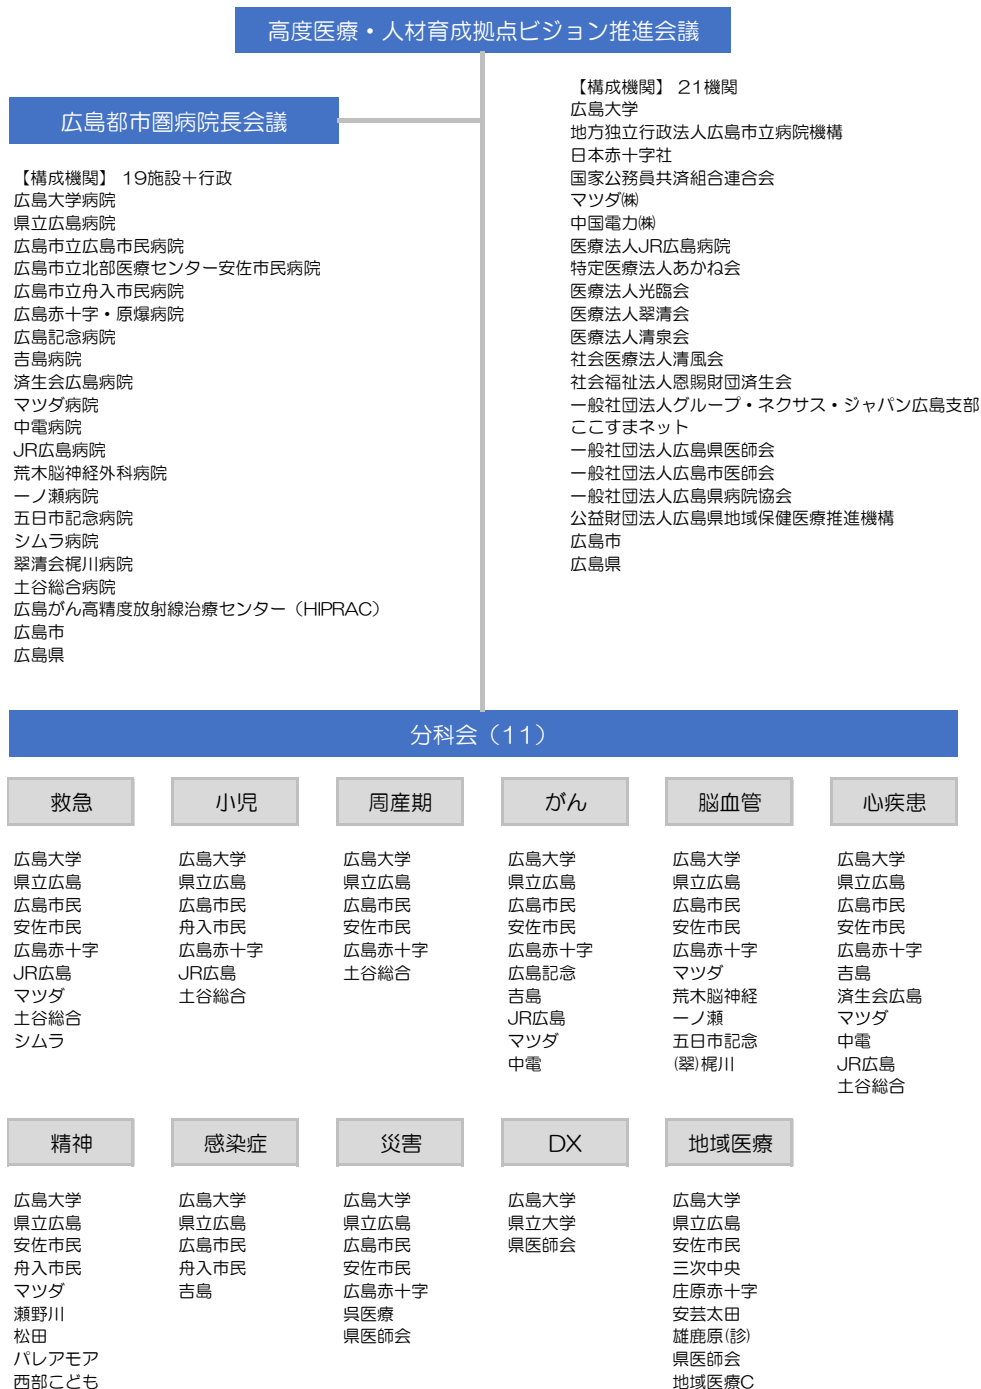 高度医療・人材育成拠点ビジョン推進会議
広島都市圏病院長会議
【構成機関】 19施設＋行政
広島大学病院
県立広島病院
広島市立広島市民病院
広島市立北部医療センター安佐市民病院
広島市立舟入市民病院
広島赤十字・原爆病院
広島記念病院
吉島病院
済生会広島病院
マツダ病院
中電病院
JR広島病院
荒木脳神経外科病院
一ノ瀬病院
五日市記念病院
シムラ病院
翠清会梶川病院
土谷総合病院
広島がん高精度放射線治療センター（HIPRAC）
広島市
広島県
【構成機関】 21機関
広島大学
地方独立行政法人広島市立病院機構
日本赤十字社
国家公務員共済組合連合会
マツダ㈱
中国電力㈱
医療法人JR広島病院
特定医療法人あかね会
医療法人光臨会
医療法人翠清会
医療法人清泉会
社会医療法人清風会
社会福祉法人恩賜財団済生会
一般社団法人グループ・ネクサス・ジャパン広島支部
ここすまネット
一般社団法人広島県医師会
一般社団法人広島市医師会
一般社団法人広島県病院協会
公益財団法人広島県地域保健医療推進機構
広島市
広島県
分科会（11）
救急
広島大学
県立広島
広島市民
安佐市民
広島赤十字
JR広島
マツダ
土谷総合
シムラ
小児
広島大学
県立広島
広島市民
舟入市民
広島赤十字
JR広島
土谷総合
周産期
広島大学
県立広島
広島市民
安佐市民
広島赤十字
土谷総合
がん
広島大学
県立広島
広島市民
安佐市民
広島赤十字
広島記念
吉島
JR広島
マツダ
中電
脳血管
広島大学
県立広島
広島市民
安佐市民
広島赤十字
マツダ
荒木脳神経
一ノ瀬
五日市記念
(翠)梶川
心疾患
広島大学
県立広島
広島市民
安佐市民
広島赤十字
吉島
済生会広島
マツダ
中電
JR広島
土谷総合
精神
広島大学
県立広島
安佐市民
舟入市民
マツダ
瀬野川
松田
パレアモア
西部こども
感染症
広島大学
県立広島
広島市民
舟入市民
吉島
災害
広島大学
県立広島
広島市民
安佐市民
広島赤十字
呉医療
県医師会
DX
広島大学
県立大学
県医師会
地域医療
広島大学
県立広島
安佐市民
三次中央
庄原赤十字
安芸太田
雄鹿原(診)
県医師会
地域医療C